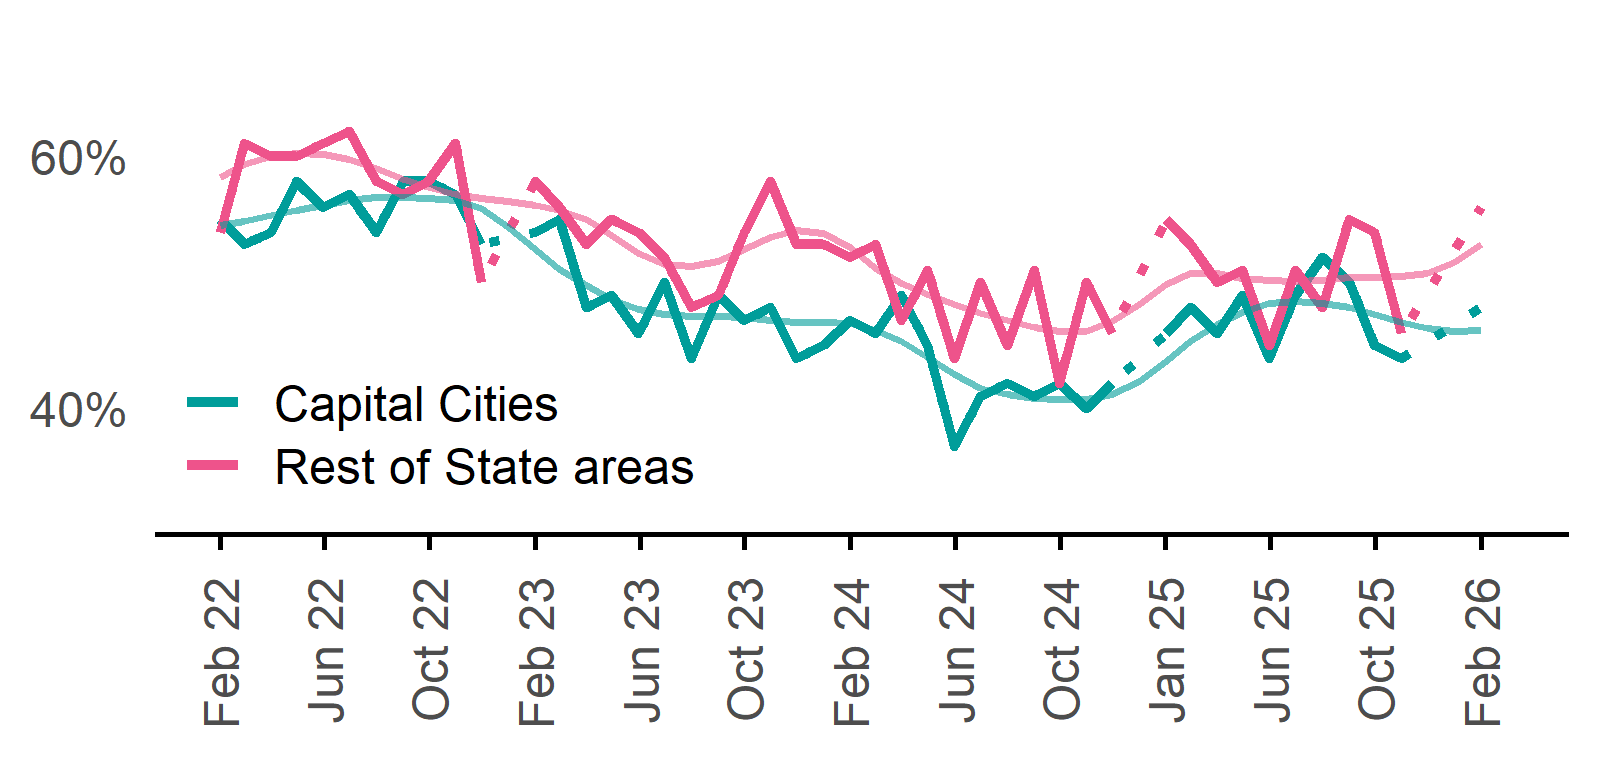 60%
40%
Capital Cities
Rest of State areas
Feb 22
Jun 22
Oct 22
Feb 23
Jun 23
Oct 23
Feb 24
Jun 24
Oct 24
Jan 25
Jun 25
Oct 25
Feb 26